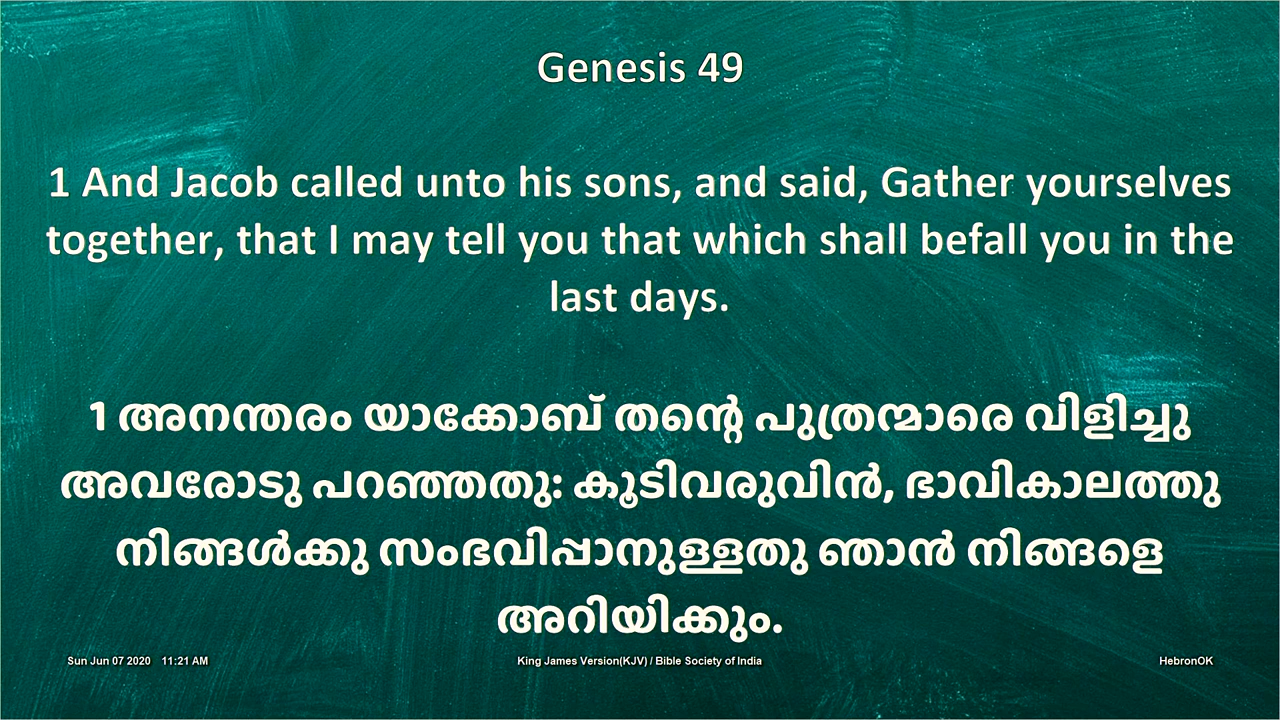 Genesis 49
1 And Jacob called unto his sons, and said, Gather yourselves
together, that I may tell you that which shall befall you in the
last days.
1 അനന്തരം യാക്കോബ് തന്റെ പുത്രന്മാരെ വിളിച്ചു
അവരോടു പറഞ്ഞതു: കൂടിവരുവിൻ, ഭാവികാലത്തു
നിങ്ങൾക്കു സംഭവിപ്പാനുള്ളതു ഞാൻ നിങ്ങളെ
അറിയിക്കും.
Sun Jun 07 2020 11:21 AM
King James Version(KJV) / Bible Society of India
HebronOK